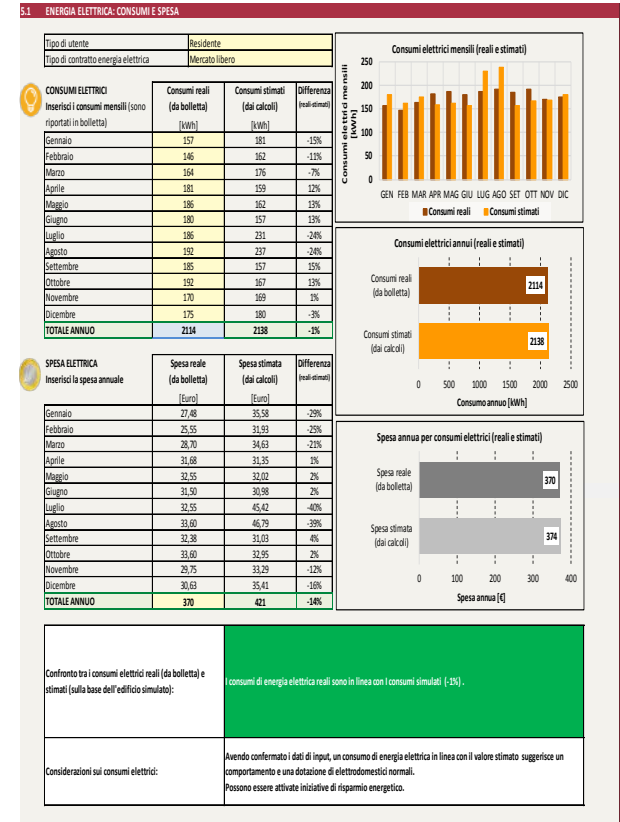 5.1 ENERGIA ELETTRICA: CONSUMI E SPESA
Tipo di utente Residente
Tipo di contratto energia elettrica Mercato libero
CONSUMI ELETTRICI Consumi reali Consumi stimati Differenza
Inserisci i consumi mensili (sono (da bolletta) (dai calcoli) (reali-stimati)
riportati in bolletta) [kWh] [kWh]
Gennaio 157 181 -15%
Febbraio 146 162 -11%
Marzo 164 176 -7%
Aprile 181 159 12%
Maggio 186 162 13%
Giugno 180 157 13%
Luglio 186 231 -24%
Agosto 192 237 -24%
Settembre 185 157 15%
Ottobre 192 167 13%
Novembre 170 169 1%
Dicembre 175 180 -3%
TOTALE ANNUO 2114 2138 -1%
SPESA ELETTRICA Spesa reale Spesa stimata Differenza
Inserisci la spesa annuale (da bolletta) (dai calcoli) (reali-stimati)
[Euro] [Euro]
Gennaio 27,48 35,58 -29%
Febbraio 25,55 31,93 -25%
Marzo 28,70 34,63 -21%
Aprile 31,68 31,35 1%
Maggio 32,55 32,02 2%
Giugno 31,50 30,98 2%
Luglio 32,55 45,42 -40%
Agosto 33,60 46,79 -39%
Settembre 32,38 31,03 4%
Ottobre 33,60 32,95 2%
Novembre 29,75 33,29 -12%
Dicembre 30,63 35,41 -16%
TOTALE ANNUO 370 421 -14%
Consumi elettrici mensili (reali e stimati)
Consumi elettrici mensili
[kWh]
250
200
150
100
50
0
GEN FEB MAR APR MAG GIU LUG AGO SET OTT NOV DIC
Consumi reali Consumi stimati
Consumi elettrici annui (reali e stimati)
Consumi reali
(da bolletta)
2114
Consumi stimati
(dai calcoli)
2138
0 500 1000 1500 2000 2500
Consumo annuo [kWh]
Spesa annua per consumi elettrici (reali e stimati)
Spesa reale
(da bolletta)
370
Spesa stimata
(dai calcoli)
374
0 100 200 300 400
Spesa annua [€]
Confronto tra i consumi elettrici reali (da bolletta) e
stimati (sulla base dell'edificio simulato):
I consumi di energia elettrica reali sono in linea con I consumi simulati (-1%) .
Considerazioni sui consumi elettrici:
Avendo confermato i dati di input, un consumo di energia elettrica in linea con il valore stimato suggerisce un
comportamento e una dotazione di elettrodomestici normali.
Possono essere attivate iniziative di risparmio energetico.